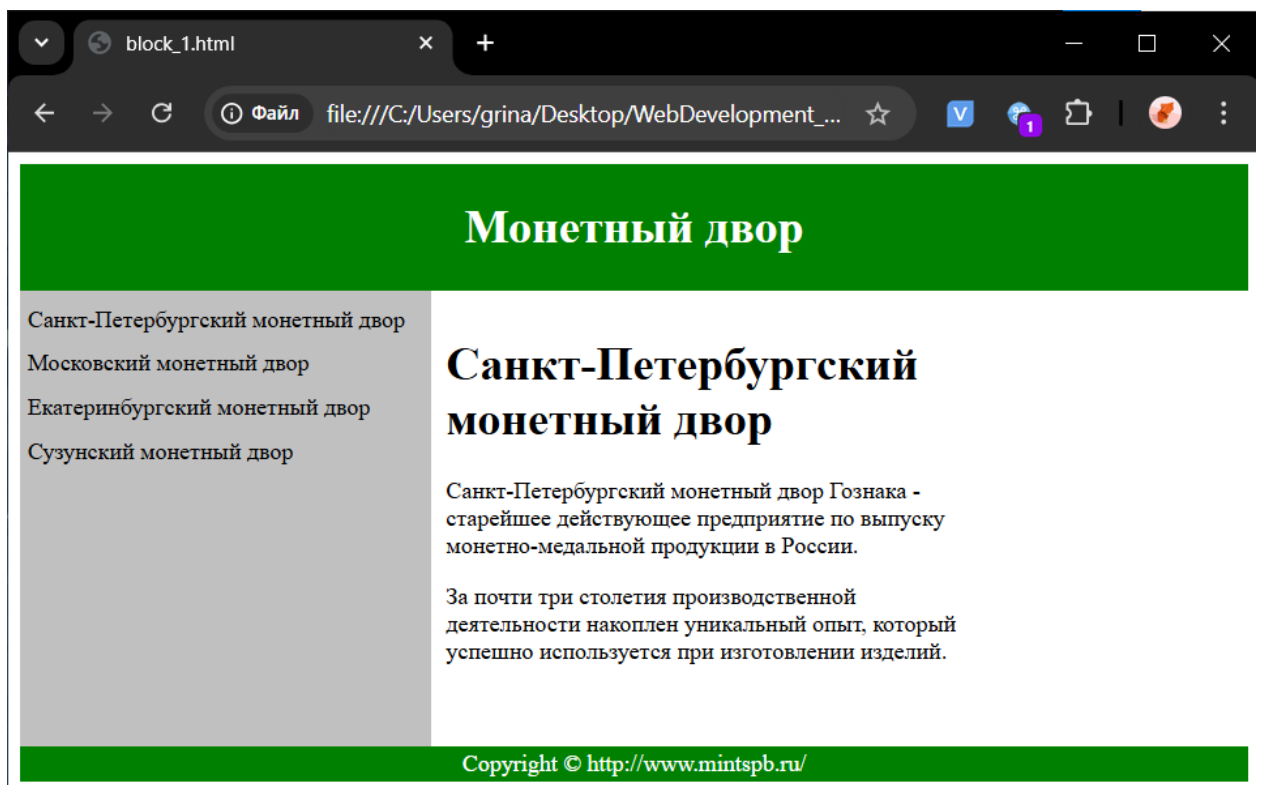 block_1.html
Файл file:///C:/Users/grina/Desktop/WebDevelopment_...
V
1
Монетный двор
Санкт-Петербургский монетный двор
Московский монетный двор
Екатеринбургский монетный двор
Сузунский монетный двор
Санкт-Петербургский
монетный двор
Санкт-Петербургский монетный двор Гознака -
старейшее действующее предприятие по выпуску
монетно-медальной продукции в России.
За почти три столетия производственной
деятельности накоплен уникальный опыт, который
успешно используется при изготовлении изделий.
Copyright © http://www.mintspb.ru/